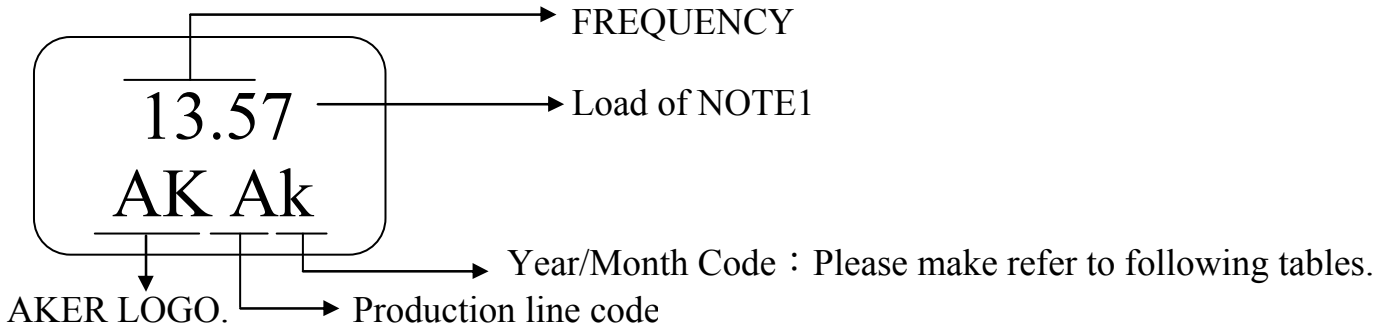 FREQUENCY
13.57
Load of NOTE1
AK Ak
Year/Month Code：Please make refer to following tables.
AKER LOGO.
Production line code